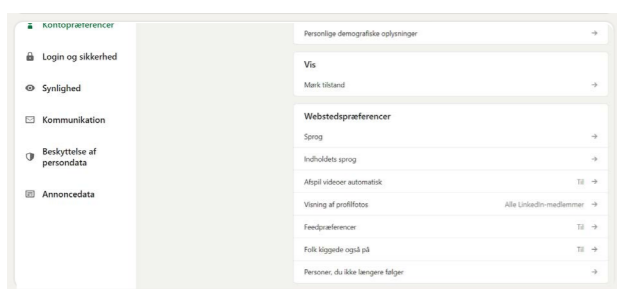 Kontopræferencer
Login og sikkerhed
Synlighed
Kommunikation
Beskyttelse af
persondata
Annoncedata
Personlige demografiske oplysninger
Vis
Mørk tilstand
Webstedspræferencer
Sprog
Indholdets sprog
Afspil videoer automatisk Til
Visning af profilfotos Alle LinkedIn-medlemmer
Feedpræferencer Til
Folk kiggede også på Til
Personer, du ikke længere følger